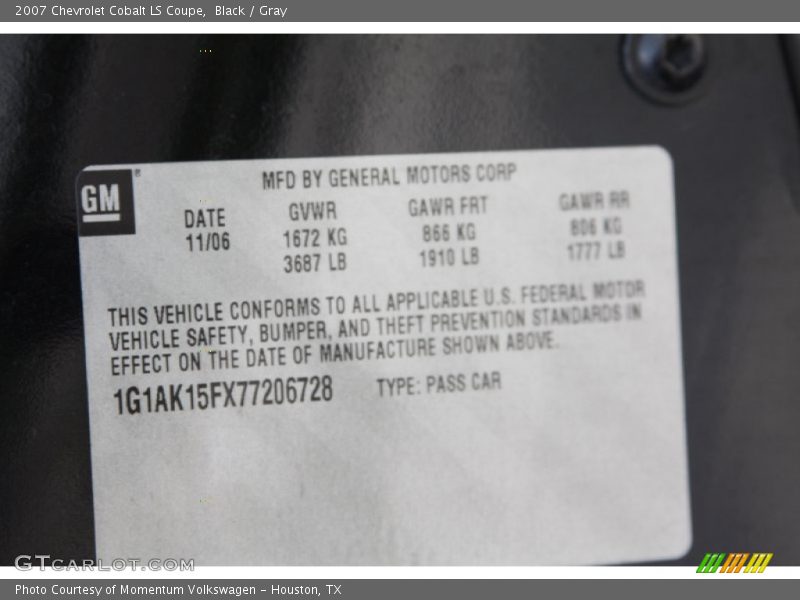 2007 Chevrolet Cobalt LS Coupe, Black / Gray
GM®
MFD BY GENERAL MOTORS CORP
DATE GVWR GAWR FRT GAWR RR
11/06 1672 KG 866 KG 806 KG
3687 LB 1910 LB 1777 LB
THIS VEHICLE CONFORMS TO ALL APPLICABLE U.S. FEDERAL MOTOR
VEHICLE SAFETY, BUMPER, AND THEFT PREVENTION STANDARDS IN
EFFECT ON THE DATE OF MANUFACTURE SHOWN ABOVE.
1G1AK15FX77206728 TYPE: PASS CAR
GTCARLOT.COM
Photo Courtesy of Momentum Volkswagen - Houston, TX